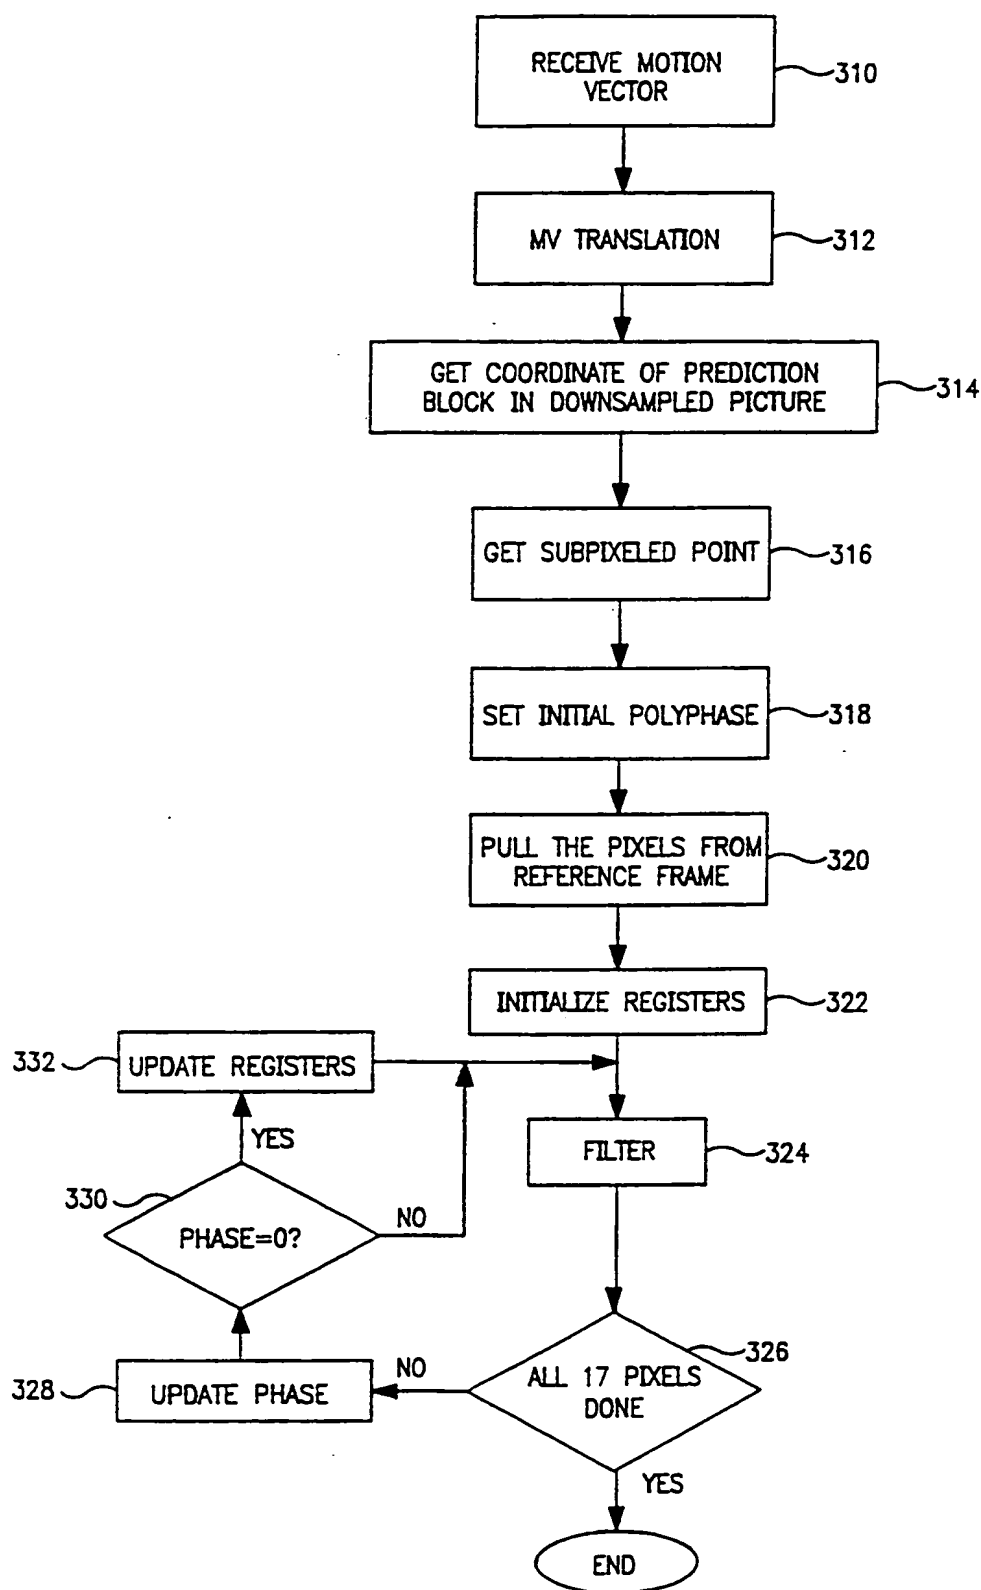 RECEIVE MOTION
VECTOR
310
MV TRANSLATION
312
GET COORDINATE OF PREDICTION
BLOCK IN DOWNSAMPLED PICTURE
314
GET SUBPIXELED POINT
316
SET INITIAL POLYPHASE
318
PULL THE PIXELS FROM
REFERENCE FRAME
320
INITIALIZE REGISTERS
322
332
UPDATE REGISTERS
YES
FILTER
324
330
PHASE=0?
NO
326
ALL 17 PIXELS
DONE
NO
328
UPDATE PHASE
YES
END